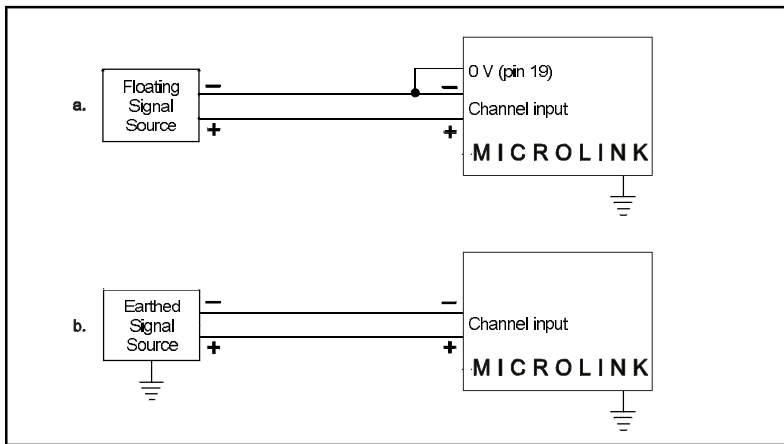 a.
Floating
Signal
Source
−
+
0 V (pin 19)
−
Channel input
+
MICROLINK
b.
Earthed
Signal
Source
−
+
−
Channel input
+
MICROLINK